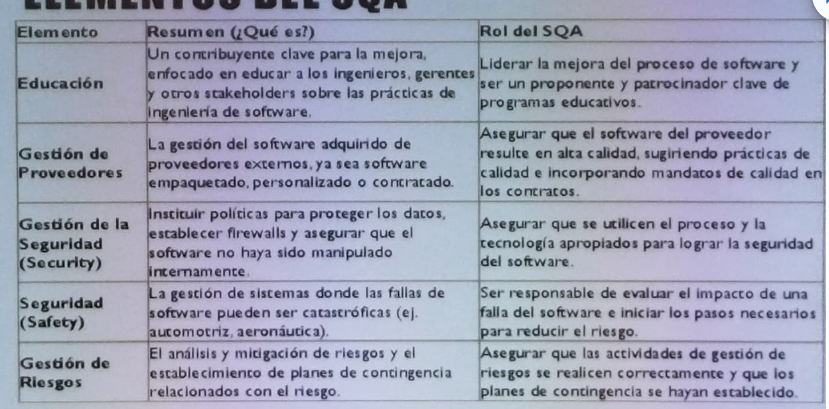 ELEMENTOS DEL SQA
Elemento
Resumen (¿Qué es?)
Rol del SQA
Educación
Un contribuyente clave para la mejora,
enfocado en educar a los ingenieros, gerentes
y otros stakeholders sobre las prácticas de
ingeniería de software.
Liderar la mejora del proceso de software y
ser un proponente y patrocinador clave de
programas educativos.
Gestión de
Proveedores
La gestión del software adquirido de
proveedores externos, ya sea software
empaquetado, personalizado o contratado.
Asegurar que el software del proveedor
resulte en alta calidad, sugiriendo prácticas de
calidad e incorporando mandatos de calidad en
los contratos.
Gestión de la
Seguridad
(Security)
Instituir políticas para proteger los datos,
establecer firewalls y asegurar que el
software no haya sido manipulado
internamente.
Asegurar que se utilicen el proceso y la
tecnología apropiados para lograr la seguridad
del software.
Seguridad
(Safety)
La gestión de sistemas donde las fallas de
software pueden ser catastróficas (ej.
automotriz, aeronáutica).
Ser responsable de evaluar el impacto de una
falla del software e iniciar los pasos necesarios
para reducir el riesgo.
Gestión de
Riesgos
El análisis y mitigación de riesgos y el
establecimiento de planes de contingencia
relacionados con el riesgo.
Asegurar que las actividades de gestión de
riesgos se realicen correctamente y que los
planes de contingencia se hayan establecido.